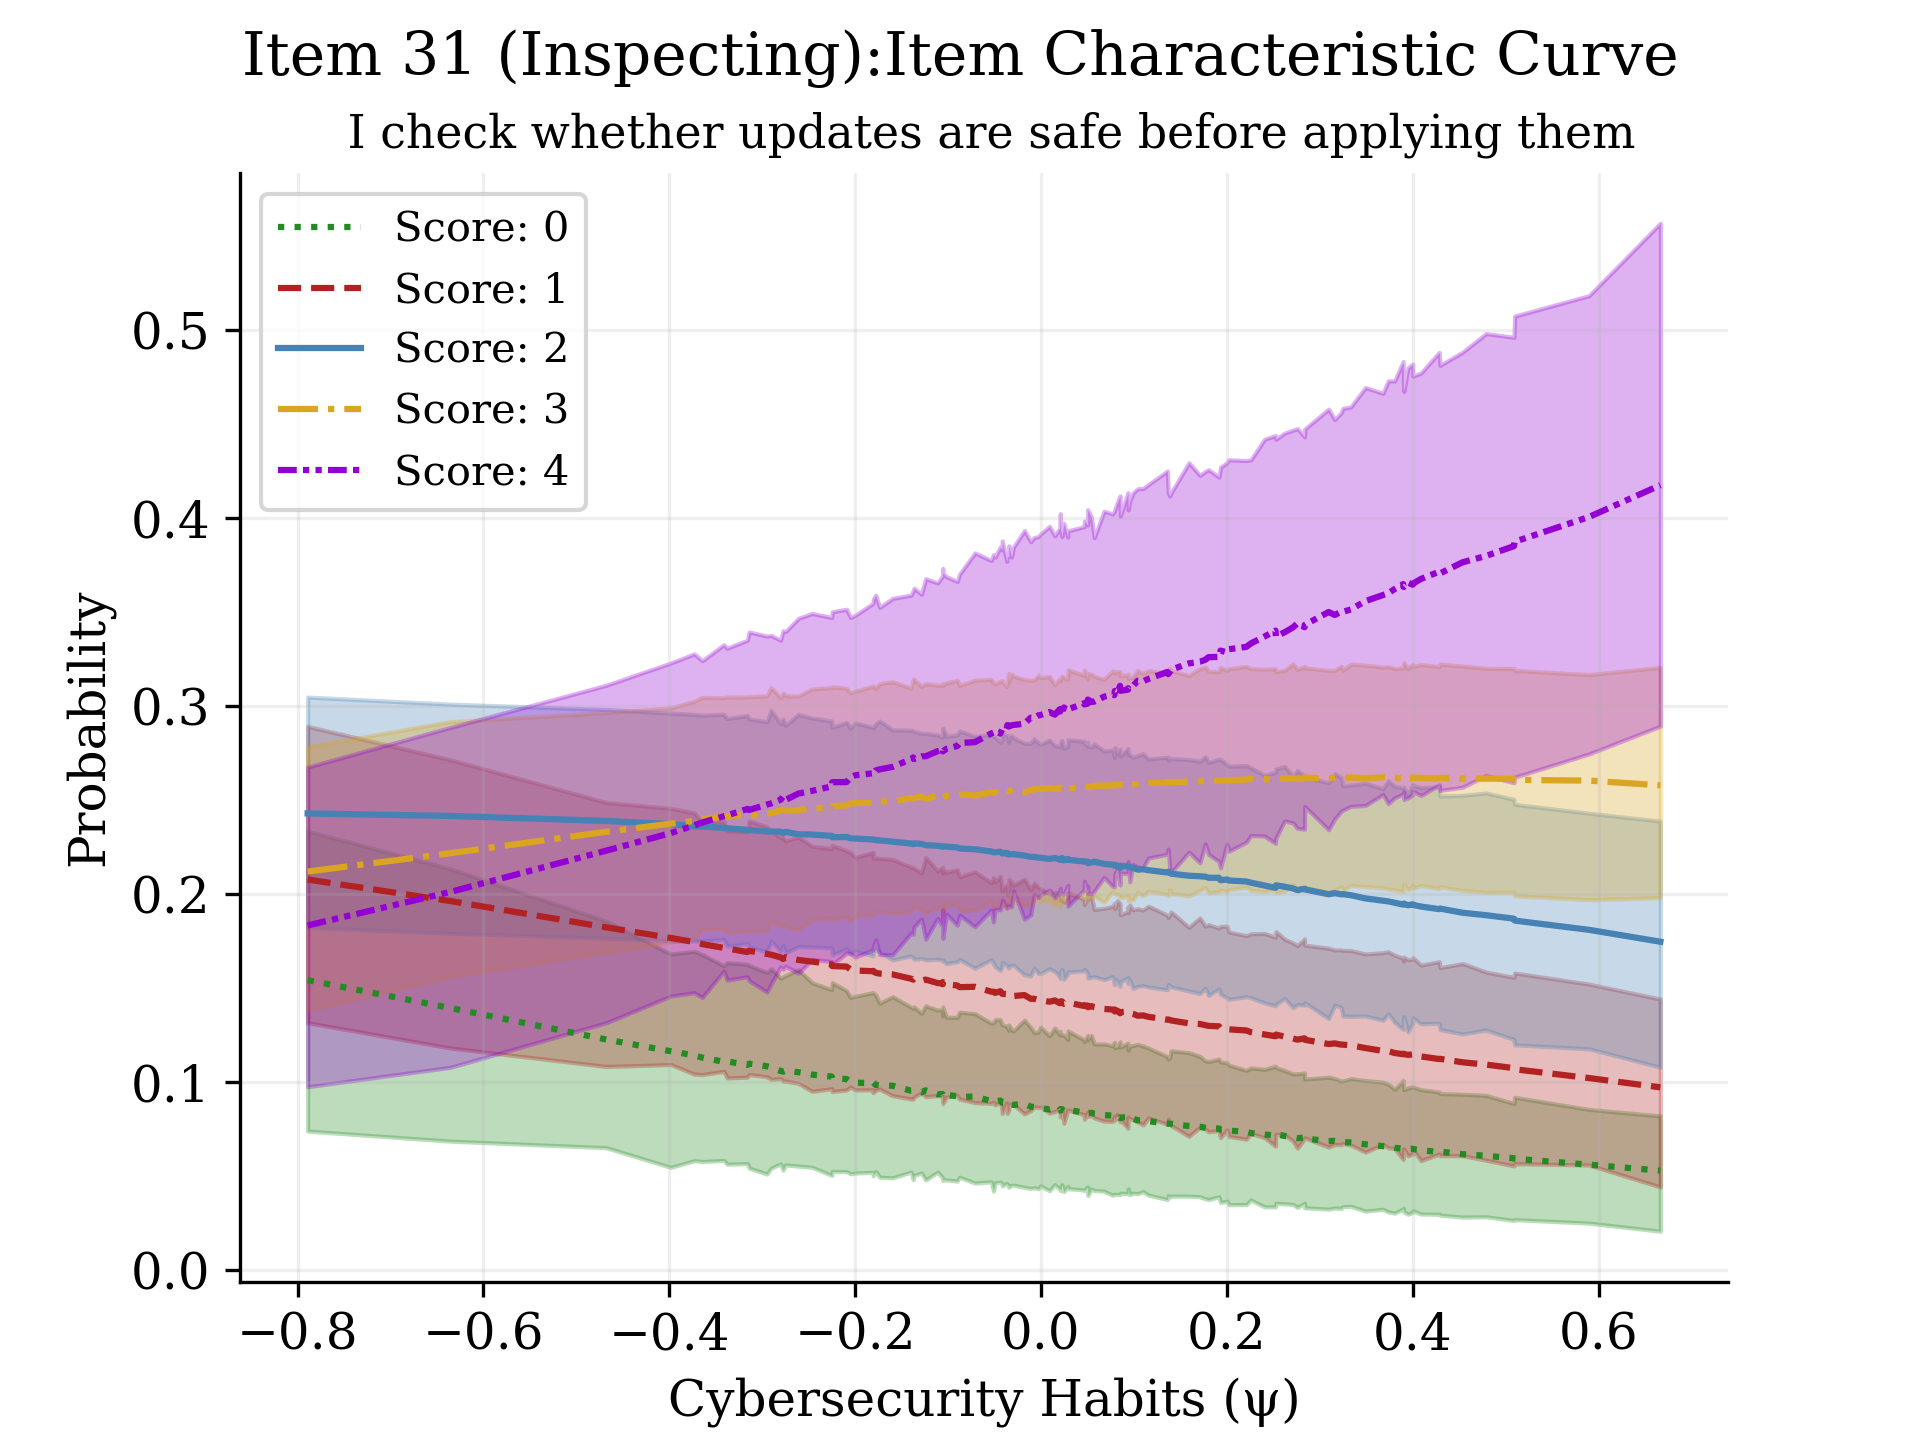 Item 31 (Inspecting):Item Characteristic Curve
I check whether updates are safe before applying them
Score: 0
Score: 1
Score: 2
Score: 3
Score: 4
Probability
0.5
0.4
0.3
0.2
0.1
0.0
−0.8 −0.6 −0.4 −0.2 0.0 0.2 0.4 0.6
Cybersecurity Habits (ψ)